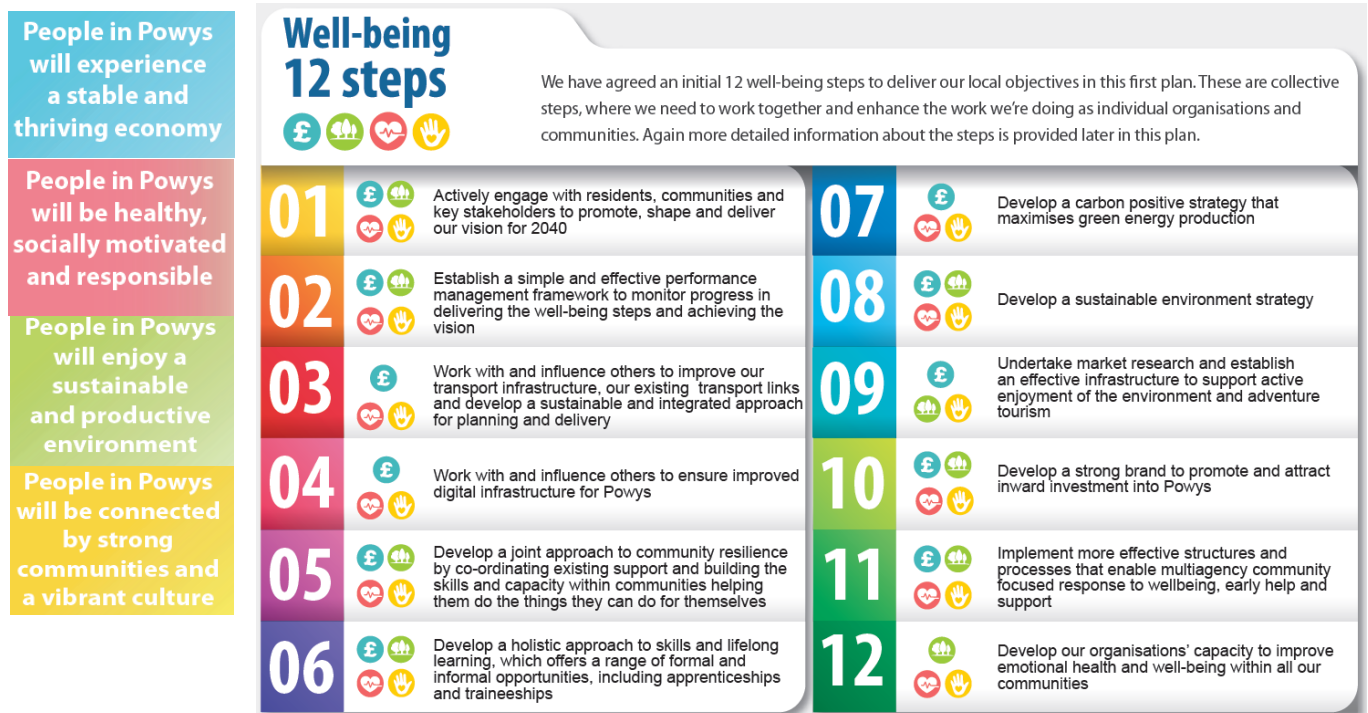 People in Powys
will experience
a stable and
thriving economy
People in Powys
will be healthy,
socially motivated
and responsible
People in Powys
will enjoy a
sustainable
and productive
environment
People in Powys
will be connected
by strong
communities and
a vibrant culture
Well-being
12 steps
We have agreed an initial 12 well-being steps to deliver our local objectives in this first plan. These are collective
steps, where we need to work together and enhance the work we're doing as individual organisations and
communities. Again more detailed information about the steps is provided later in this plan.
01
Actively engage with residents, communities and
key stakeholders to promote, shape and deliver
our vision for 2040
02
Establish a simple and effective performance
management framework to monitor progress in
delivering the well-being steps and achieving the
vision
03
Work with and influence others to improve our
transport infrastructure, our existing transport links
and develop a sustainable and integrated approach
for planning and delivery
04
Work with and influence others to ensure improved
digital infrastructure for Powys
05
Develop a joint approach to community resilience
by co-ordinating existing support and building the
skills and capacity within communities helping
them do the things they can do for themselves
06
Develop a holistic approach to skills and lifelong
learning, which offers a range of formal and
informal opportunities, including apprenticeships
and traineeships
07
Develop a carbon positive strategy that
maximises green energy production
08
Develop a sustainable environment strategy
09
Undertake market research and establish
an effective infrastructure to support active
enjoyment of the environment and adventure
tourism
10
Develop a strong brand to promote and attract
inward investment into Powys
11
Implement more effective structures and
processes that enable multiagency community
focused response to wellbeing, early help and
support
12
Develop our organisations' capacity to improve
emotional health and well-being within all our
communities